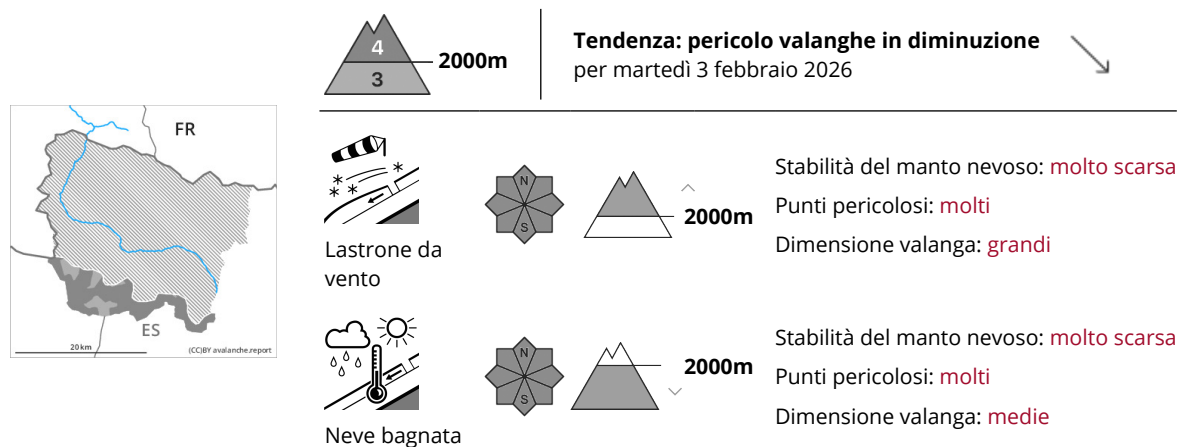 4
3
2000m
Tendenza: pericolo valanghe in diminuzione
per martedì 3 febbraio 2026
FR
ES
20 km
(CC)BY avalanche.report
Lastrone da
vento
N
S
2000m
Stabilità del manto nevoso: molto scarsa
Punti pericolosi: molti
Dimensione valanga: grandi
Neve bagnata
N
S
2000m
Stabilità del manto nevoso: molto scarsa
Punti pericolosi: molti
Dimensione valanga: medie